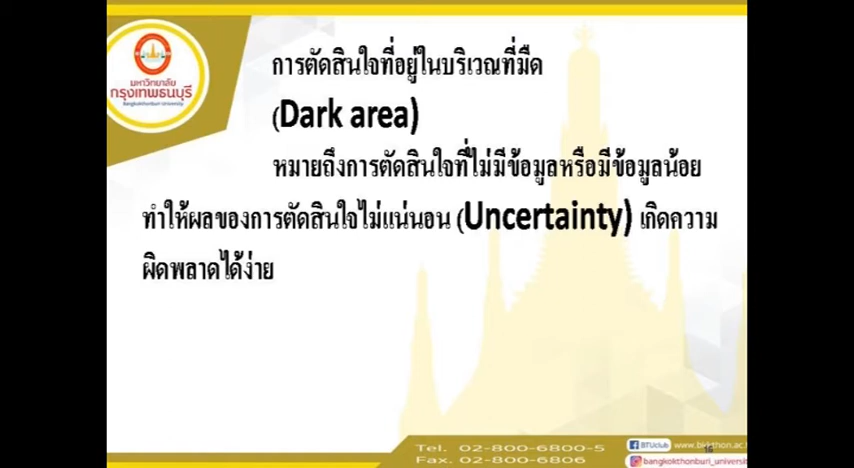 มหาวิทยาลัย
กรุงเทพธนบุรี
Bangkokthonburi University
การตัดสินใจที่อยู่ในบริเวณที่มืด
(Dark area)
หมายถึงการตัดสินใจที่ไม่มีข้อมูลหรือมีข้อมูลน้อย
ทำให้ผลของการตัดสินใจไม่แน่นอน (Uncertainty) เกิดความ
ผิดพลาดได้ง่าย
Tel. 02-800-6800-5
Fax. 02-800-6806
BTUclub
16
bangkokthonburi_universit